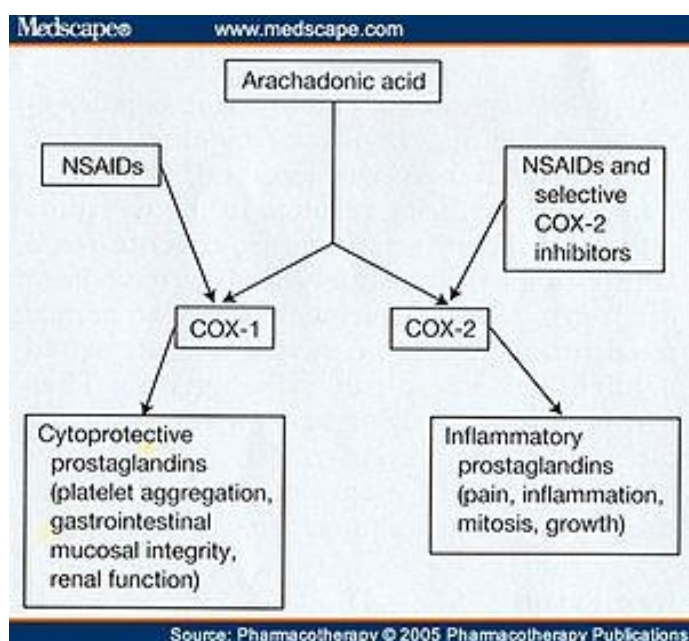 Medscape® www.medscape.com
Arachadonic acid
NSAIDs
NSAIDs and
selective
COX-2
inhibitors
COX-1
COX-2
Cytoprotective
prostaglandins
(platelet aggregation,
gastrointestinal
mucosal integrity,
renal function)
Inflammatory
prostaglandins
(pain, inflammation,
mitosis, growth)
Source: Pharmacotherapy © 2005 Pharmacotherapy Publications